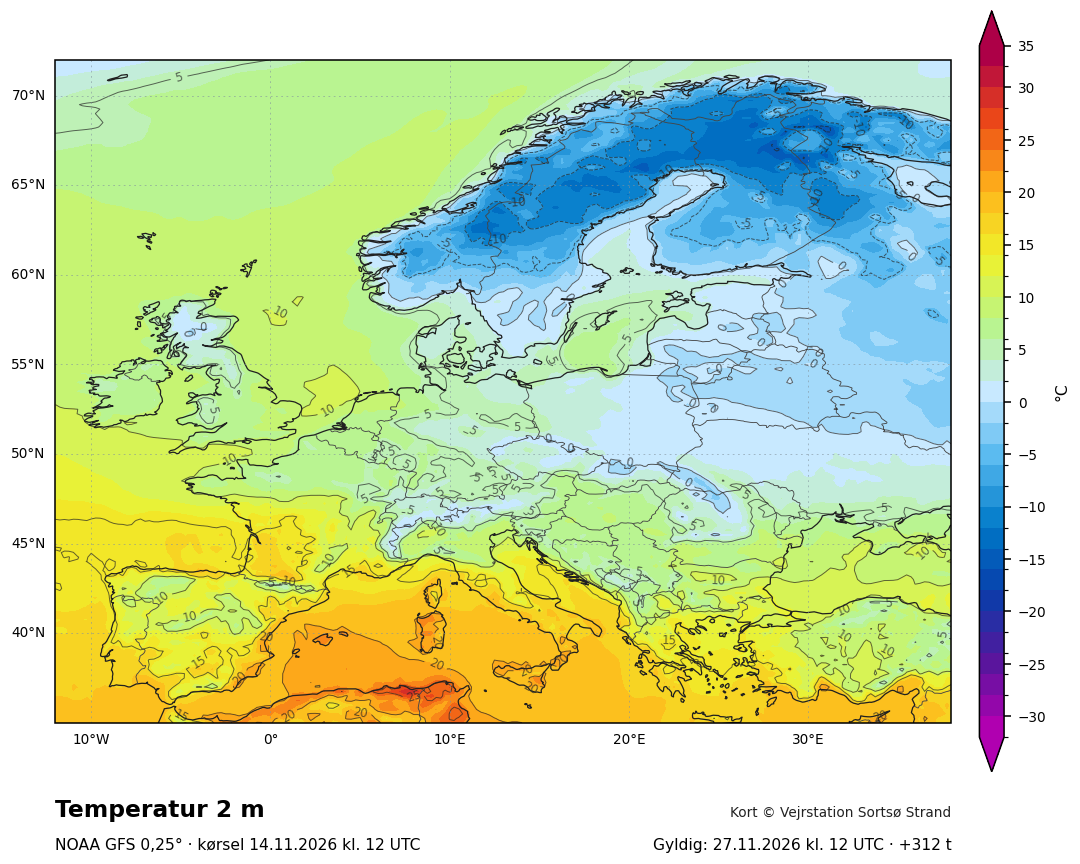 70°N
65°N
60°N
55°N
50°N
45°N
40°N
10°W 0° 10°E 20°E 30°E
35
30
25
20
15
10
5
0
−5
−10
−15
−20
−25
−30
°C
Temperatur 2 m
Kort © Vejrstation Sortsø Strand
NOAA GFS 0,25° · kørsel 14.11.2026 kl. 12 UTC
Gyldig: 27.11.2026 kl. 12 UTC · +312 t